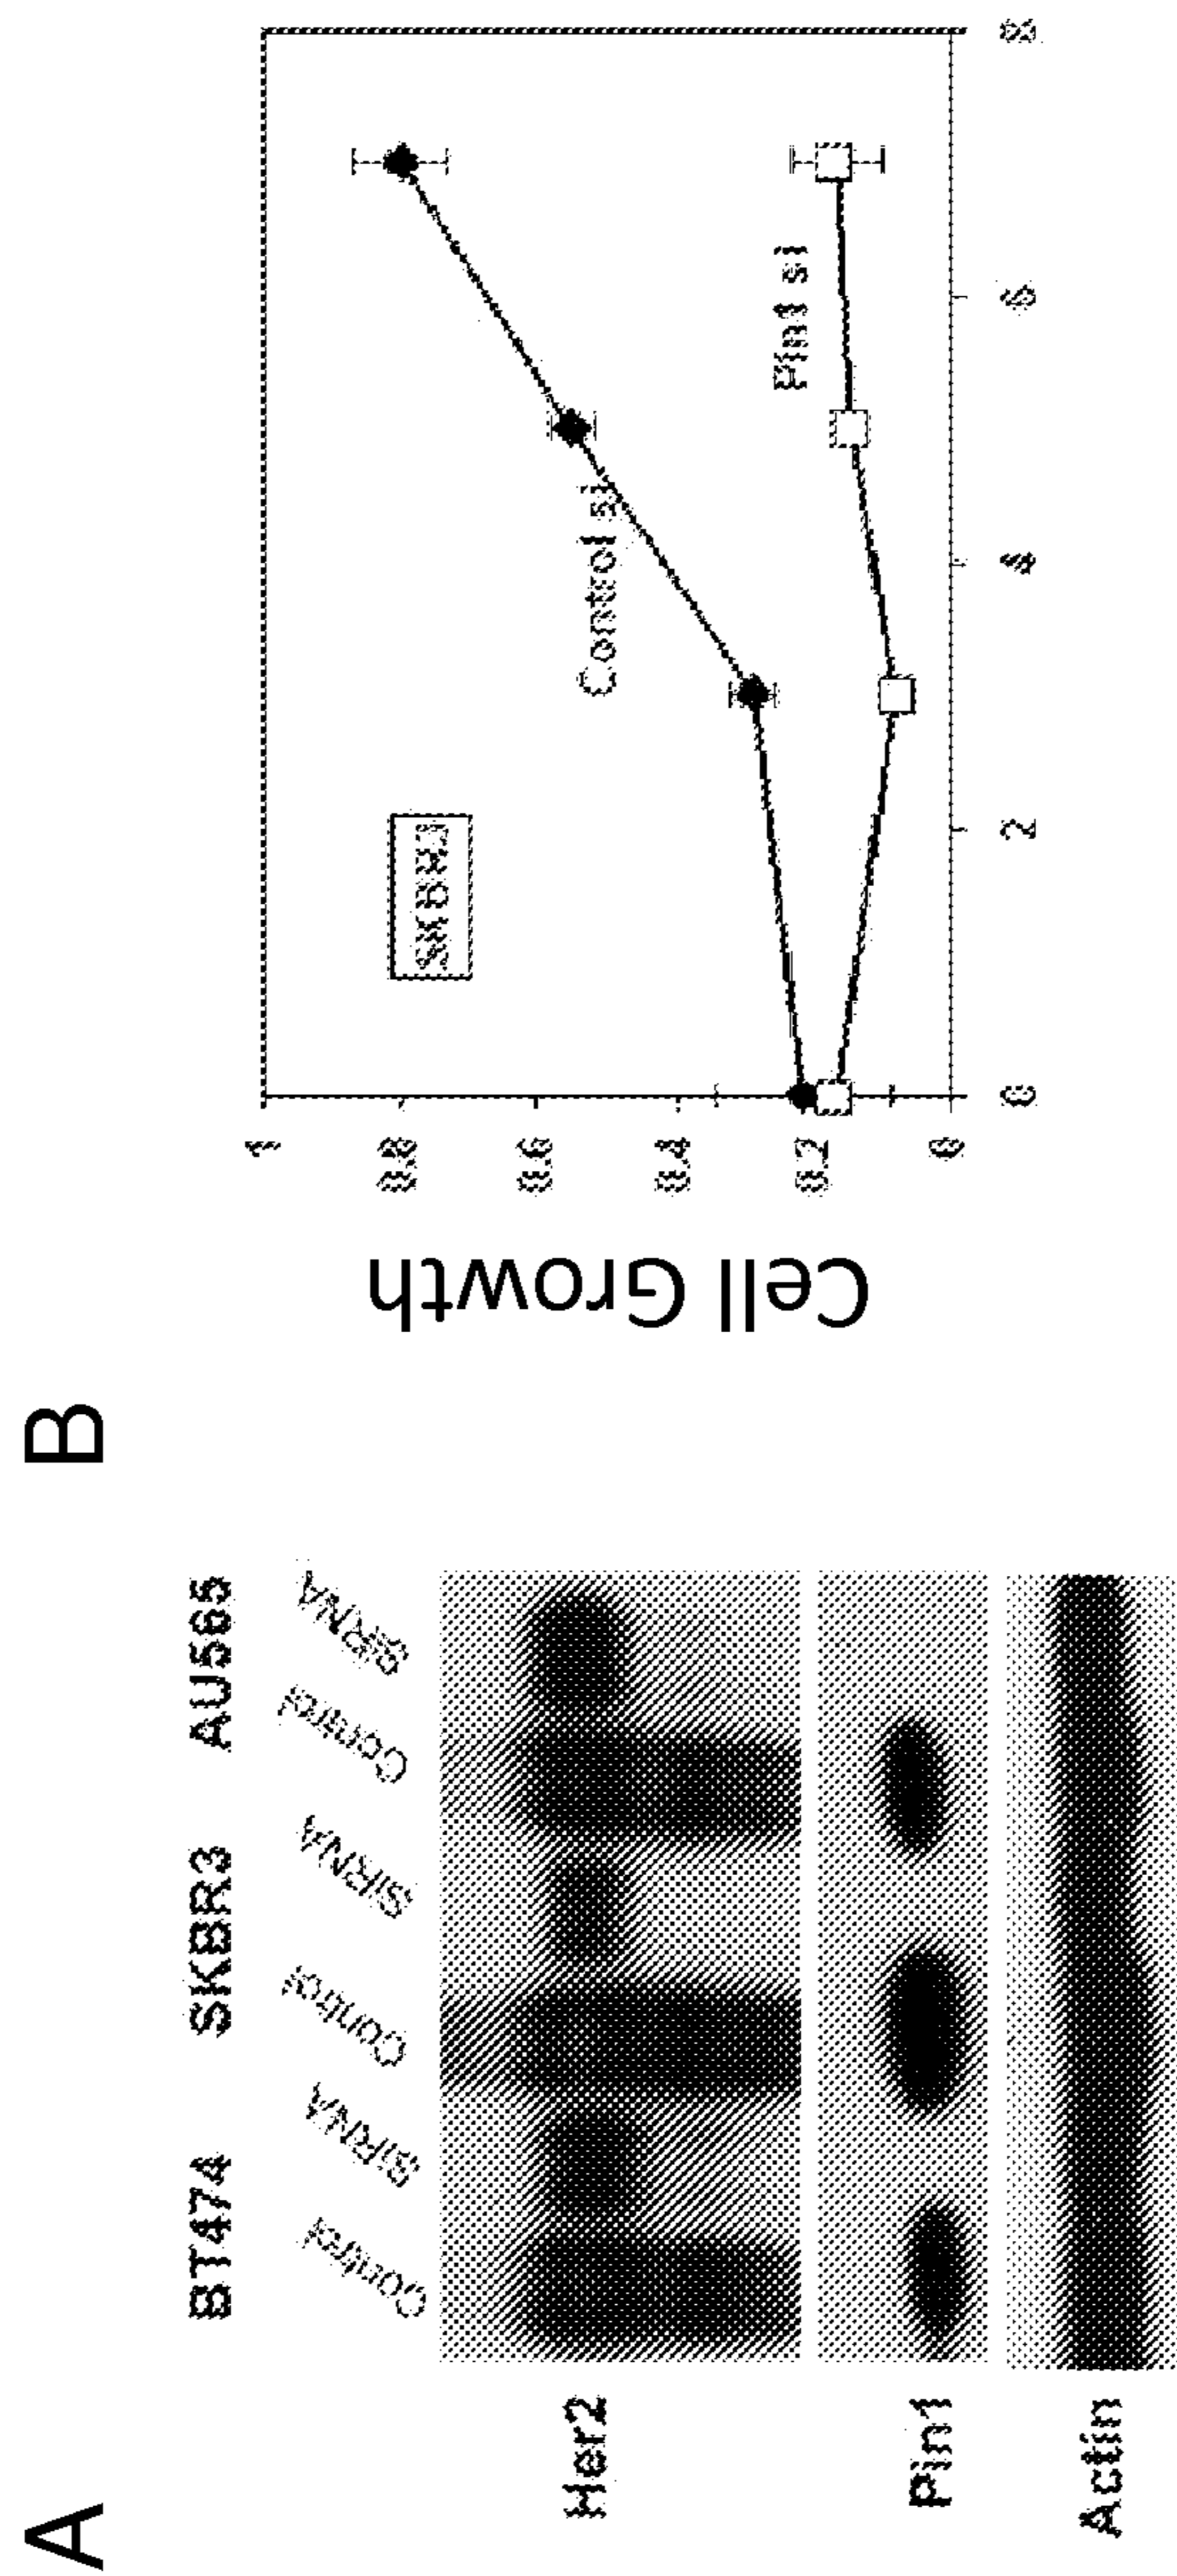 A
BT474 SKBR3 AU565
Control SiRNA Control SiRNA Control SiRNA
Her2
Pin1
Actin
B
Cell Growth
1
0.8
0.6
0.4
0.2
0
SKBR3
Control si
Pin1 si
0 2 4 6 8